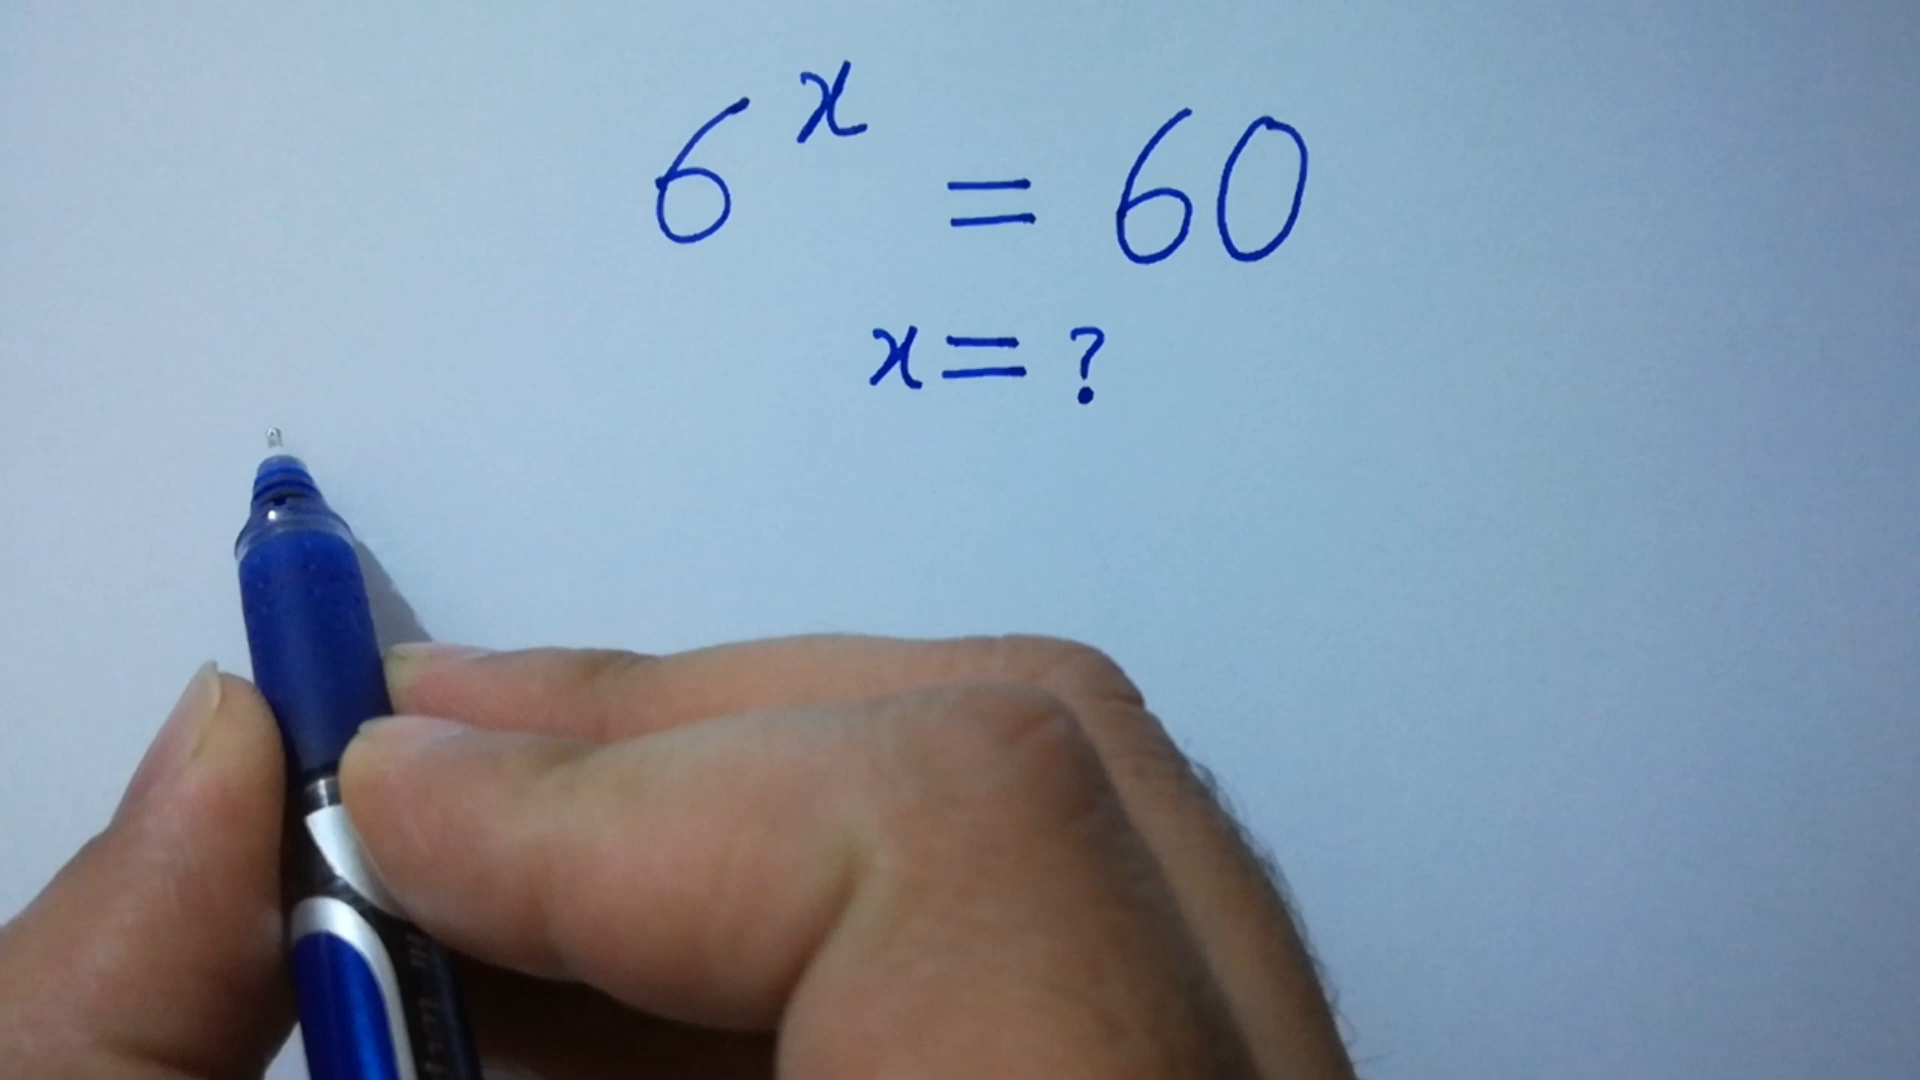 6^x = 60
x = ?